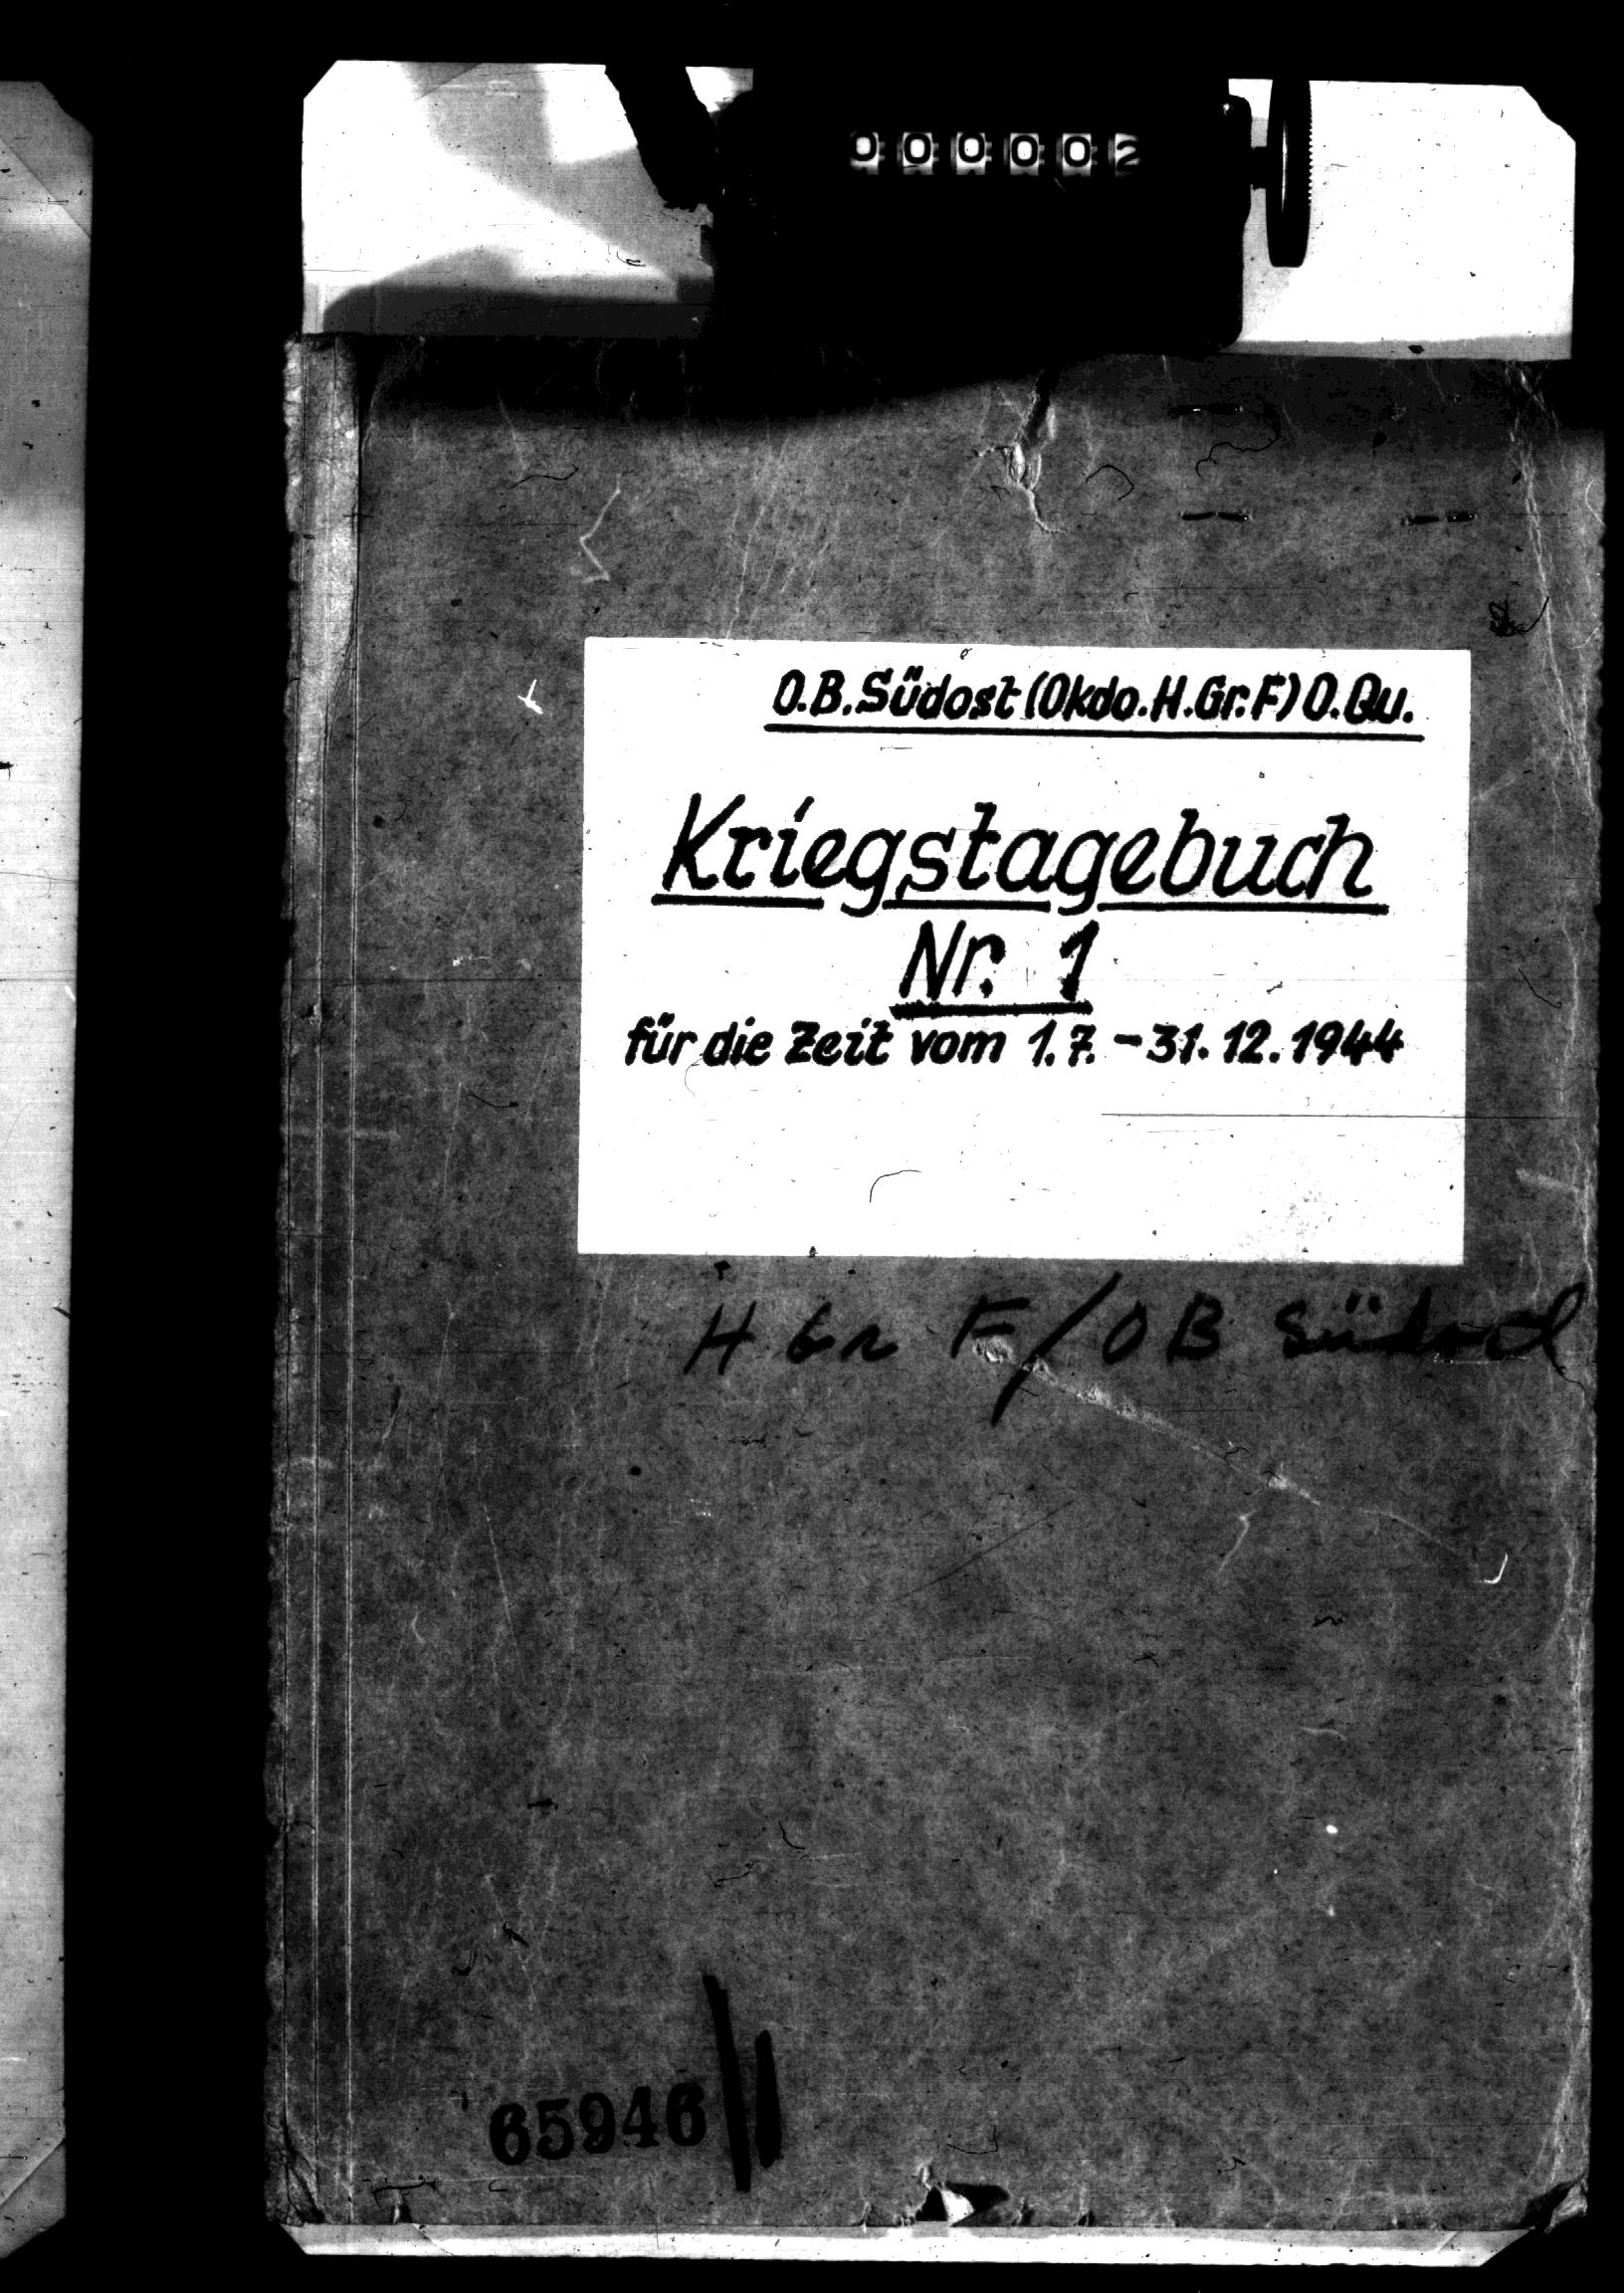 000002
O.B.Südost (Okdo.H.Gr.F) O.Qu.
Kriegstagebuch
Nr. 1
für die Zeit vom 1.7. - 31.12.1944
H Gr F/OB Südost
65946/1